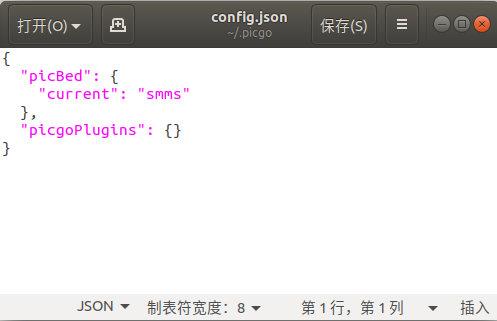 打开(O)
config.json
~/.picgo
保存(S)
{
  "picBed": {
    "current": "smms"
  },
  "picgoPlugins": {}
}
JSON 制表符宽度：8 第 1 行，第 1 列 插入